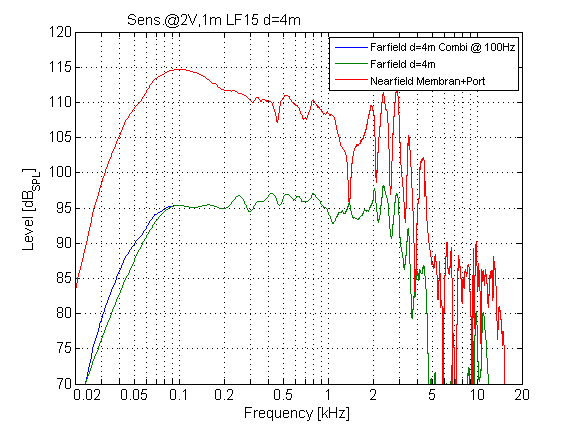 Sens.@2V,1m LF15 d=4m
Farfield d=4m Combi @ 100Hz
Farfield d=4m
Nearfield Membran+Port
120
115
110
105
100
95
90
85
80
75
70
Level [dBSPL]
0.02 0.05 0.1 0.2 0.5 1 2 5 10 20
Frequency [kHz]